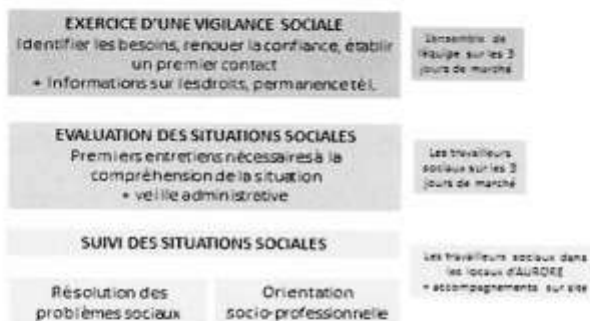 EXERCICE D'UNE VIGILANCE SOCIALE
Identifier les besoins, renouer la confiance, établir
un premier contact
+ Informations sur les droits, permanence tél.
L'ensemble de
l'équipe sur les 3
jours de marché
EVALUATION DES SITUATIONS SOCIALES
Premiers entretiens nécessaires à la
compréhension de la situation
+ veille administrative
Les travailleurs
sociaux sur les 3
jours de marché
SUIVI DES SITUATIONS SOCIALES
Les travailleurs sociaux dans
les locaux d'AURORE
+ accompagnements sur site
Résolution des
problèmes sociaux
Orientation
socio-professionnelle